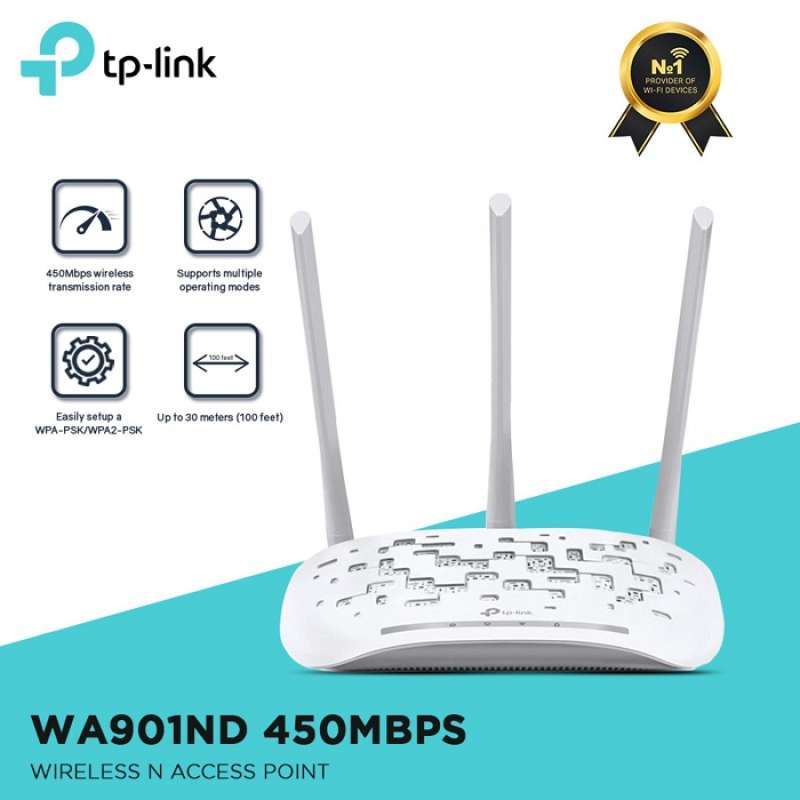 tp-link
№1
PROVIDER OF
WI-FI DEVICES
450Mbps wireless
transmission rate
Supports multiple
operating modes
100 feet
Easily setup a
WPA-PSK/WPA2-PSK
Up to 30 meters (100 feet)
tp-link
WA901ND 450MBPS
WIRELESS N ACCESS POINT